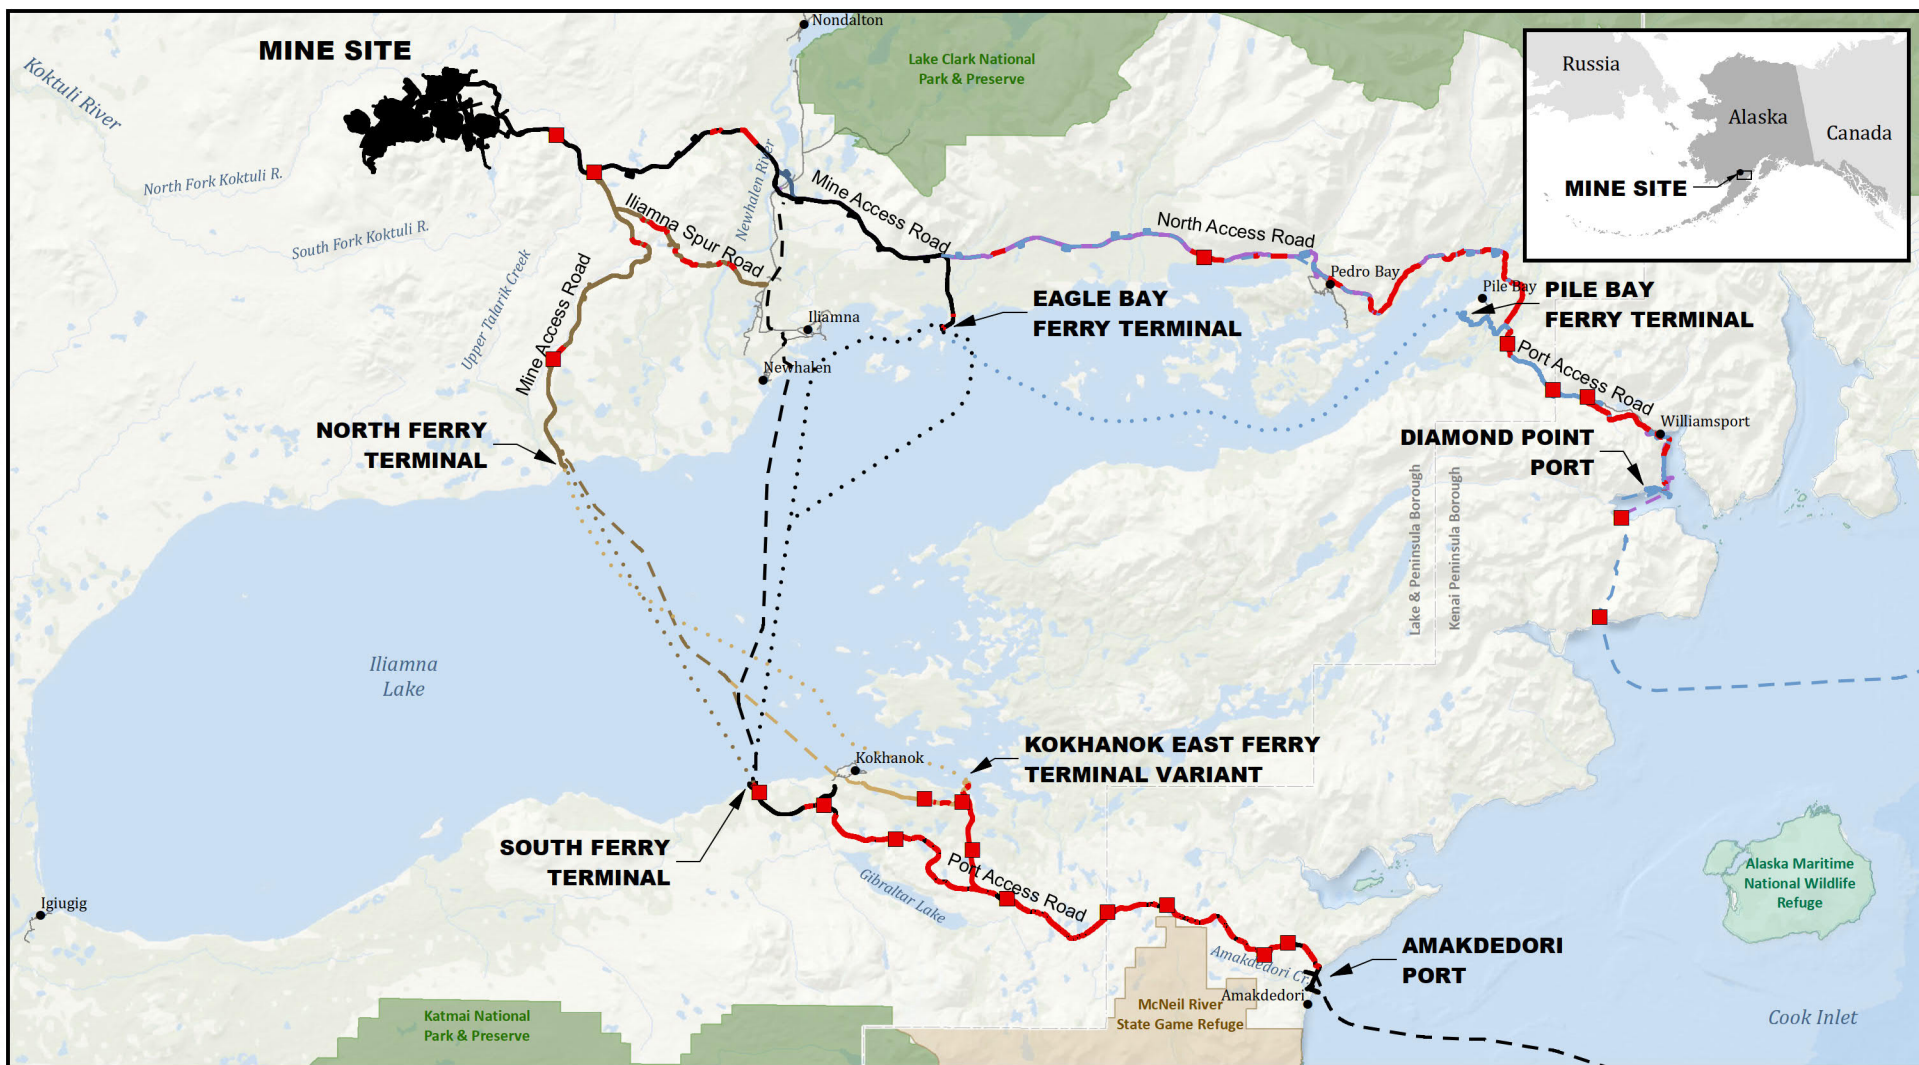 Nondalton
MINE SITE
Koktuli River
Lake Clark National
Park & Preserve
Russia
Alaska
Canada
MINE SITE
North Fork Koktuli R.
South Fork Koktuli R.
Upper Talarik Creek
Newhalen River
Iliamna Spur Road
Mine Access Road
Mine Access Road
North Access Road
Pedro Bay
Pile Bay
EAGLE BAY
FERRY TERMINAL
PILE BAY
FERRY TERMINAL
Iliamna
Newhalen
Port Access Road
Williamsport
NORTH FERRY
TERMINAL
DIAMOND POINT
PORT
Lake & Peninsula Borough
Kenai Peninsula Borough
Iliamna
Lake
Kokhanok
KOKHANOK EAST FERRY
TERMINAL VARIANT
SOUTH FERRY
TERMINAL
Port Access Road
Gibraltar Lake
Igiugig
Alaska Maritime
National Wildlife
Refuge
AMAKDEDORI
PORT
Amakdedori Cr.
Amakdedori
McNeil River
State Game Refuge
Katmai National
Park & Preserve
Cook Inlet